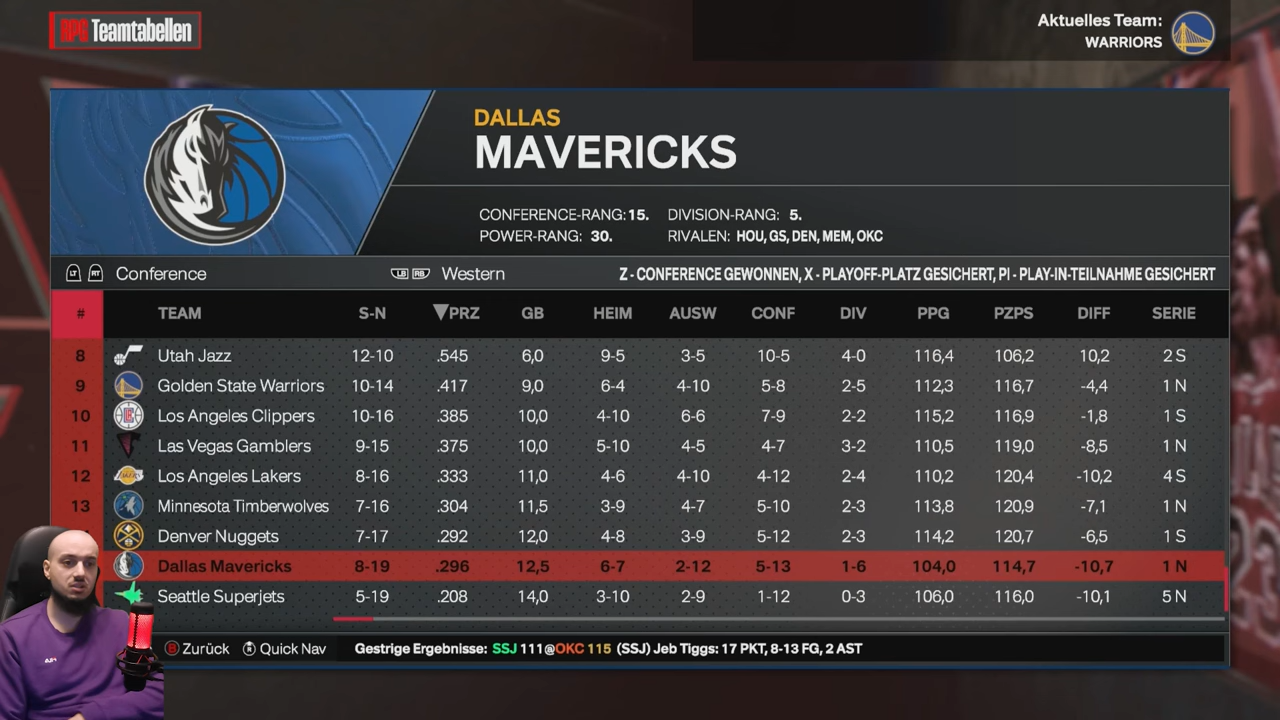 RPG Teamtabellen
Aktuelles Team:
WARRIORS
DALLAS
MAVERICKS
CONFERENCE-RANG: 15. DIVISION-RANG: 5.
POWER-RANG: 30. RIVALEN: HOU, GS, DEN, MEM, OKC
LT RT Conference LB RB Western Z - CONFERENCE GEWONNEN, X - PLAYOFF-PLATZ GESICHERT, PI - PLAY-IN-TEILNAHME GESICHERT
# TEAM S-N PRZ GB HEIM AUSW CONF DIV PPG PZPS DIFF SERIE
8 Utah Jazz 12-10 .545 6,0 9-5 3-5 10-5 4-0 116,4 106,2 10,2 2 S
9 Golden State Warriors 10-14 .417 9,0 6-4 4-10 5-8 2-5 112,3 116,7 -4,4 1 N
10 Los Angeles Clippers 10-16 .385 10,0 4-10 6-6 7-9 2-2 115,2 116,9 -1,8 1 S
11 Las Vegas Gamblers 9-15 .375 10,0 5-10 4-5 4-7 3-2 110,5 119,0 -8,5 1 N
12 Los Angeles Lakers 8-16 .333 11,0 4-6 4-10 4-12 2-4 110,2 120,4 -10,2 4 S
13 Minnesota Timberwolves 7-16 .304 11,5 3-9 4-7 5-10 2-3 113,8 120,9 -7,1 1 N
Denver Nuggets 7-17 .292 12,0 4-8 3-9 5-12 2-3 114,2 120,7 -6,5 1 S
Dallas Mavericks 8-19 .296 12,5 6-7 2-12 5-13 1-6 104,0 114,7 -10,7 1 N
Seattle Superjets 5-19 .208 14,0 3-10 2-9 1-12 0-3 106,0 116,0 -10,1 5 N
B Zurück R Quick Nav Gestrige Ergebnisse: SSJ 111@OKC 115 (SSJ) Jeb Tiggs: 17 PKT, 8-13 FG, 2 AST